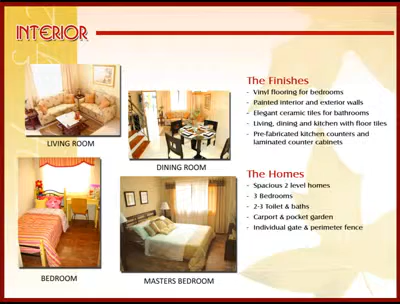 INTERIOR
LIVING ROOM
DINING ROOM
BEDROOM
MASTERS BEDROOM
The Finishes
- Vinyl flooring for bedrooms
- Painted interior and exterior walls
- Elegant ceramic tiles for bathrooms
- Living, dining and kitchen with floor tiles
- Pre-fabricated kitchen counters and
laminated counter cabinets
The Homes
- Spacious 2 level homes
- 3 Bedrooms
- 2-3 Toilet & baths
- Carport & pocket garden
- Individual gate & perimeter fence